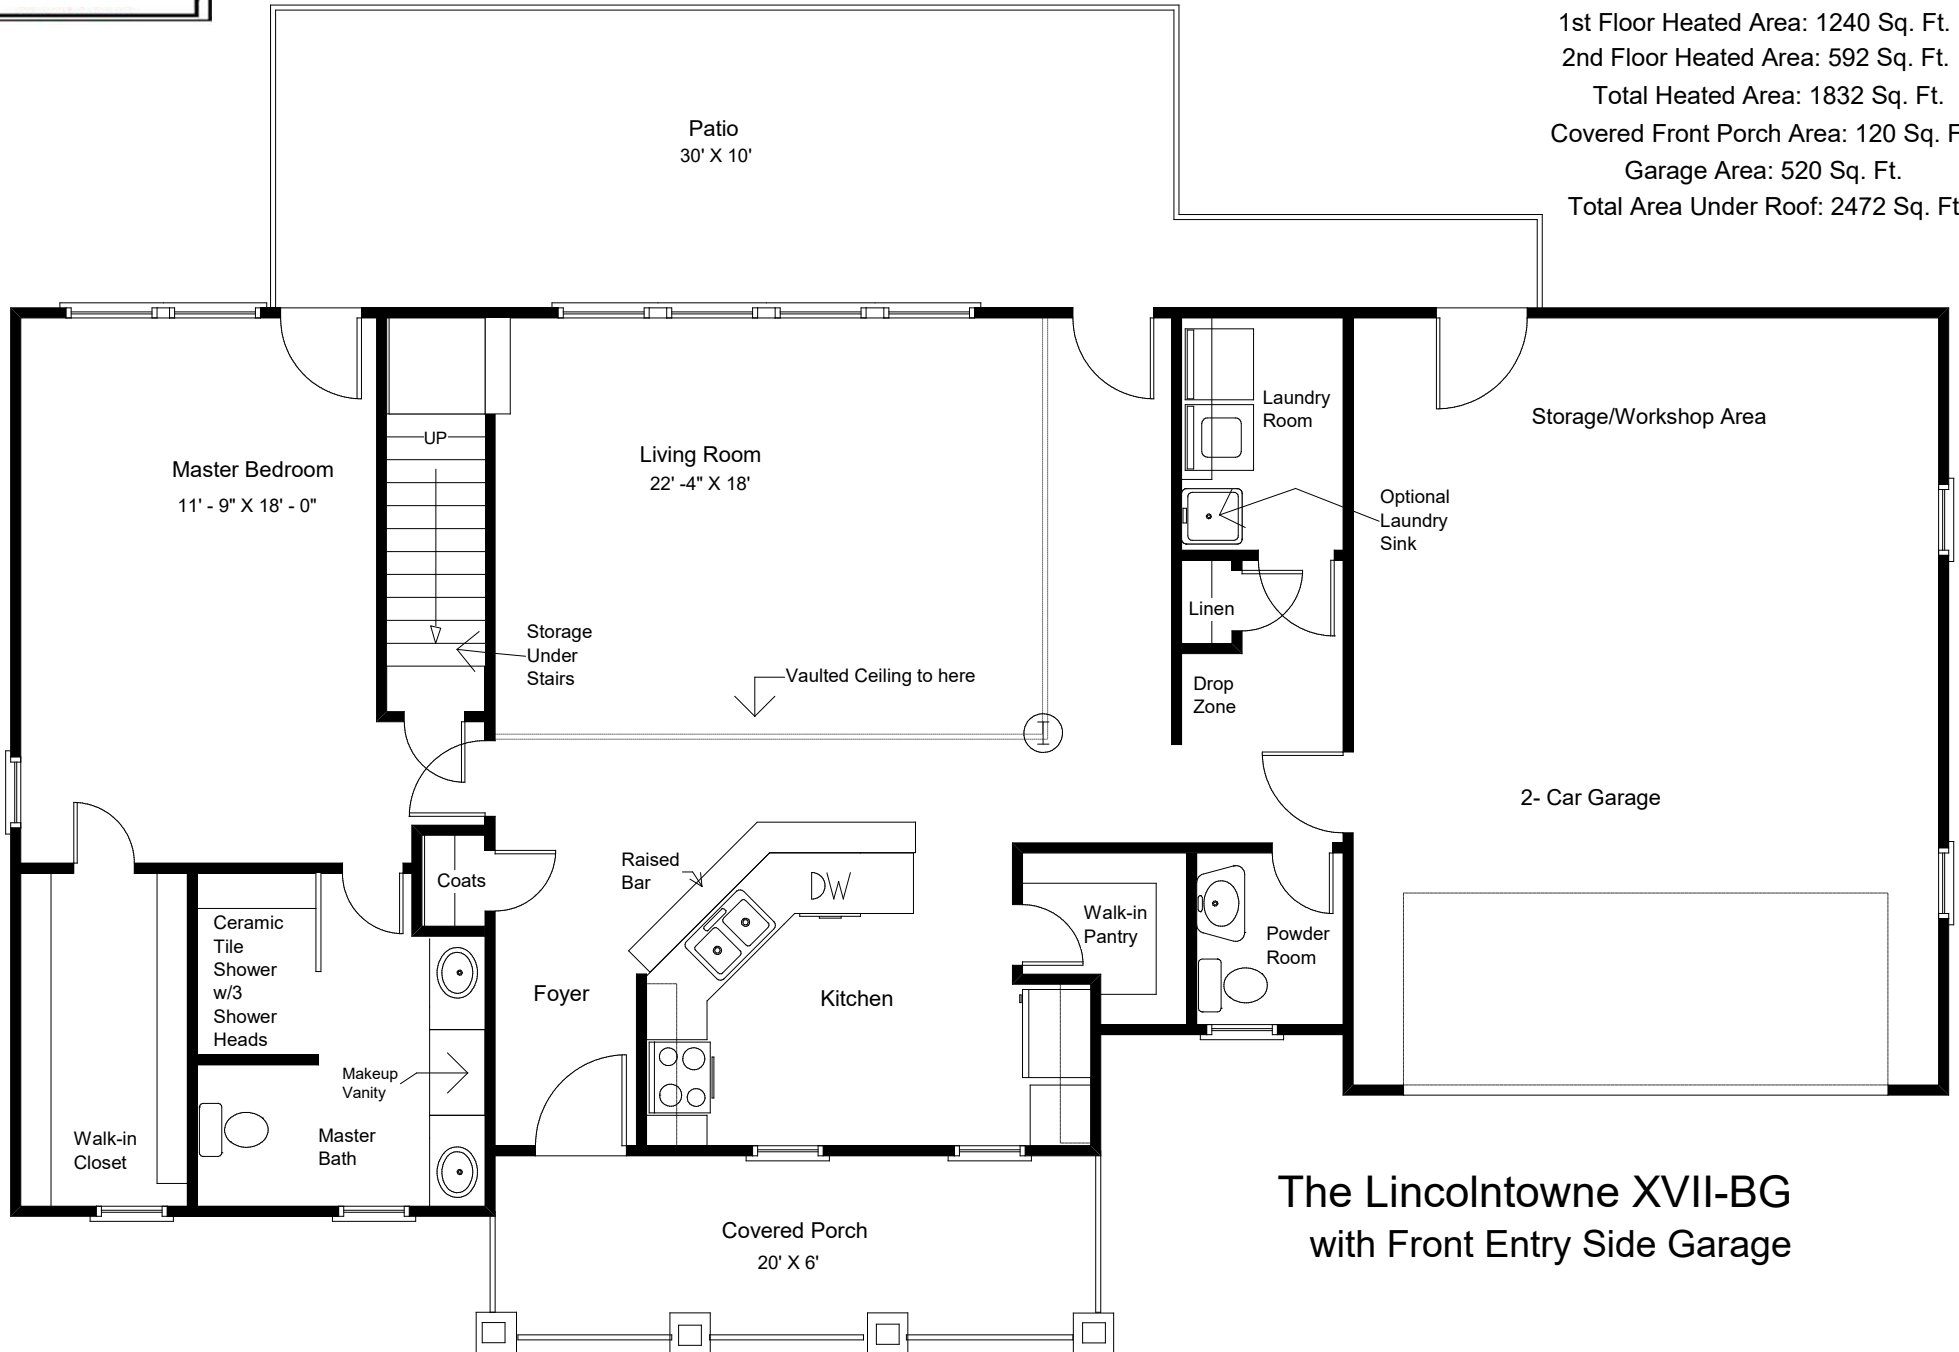 1st Floor Heated Area: 1240 Sq. Ft.
2nd Floor Heated Area: 592 Sq. Ft.
Total Heated Area: 1832 Sq. Ft.
Covered Front Porch Area: 120 Sq. F
Garage Area: 520 Sq. Ft.
Total Area Under Roof: 2472 Sq. Ft
Patio
30' X 10'
Laundry
Room
Storage/Workshop Area
UP
Living Room
22' -4" X 18'
Master Bedroom
11' - 9" X 18' - 0"
Optional
Laundry
Sink
Linen
Storage
Under
Stairs
Vaulted Ceiling to here
Drop
Zone
2- Car Garage
Raised
Bar
DW
Coats
Ceramic
Tile
Shower
w/3
Shower
Heads
Walk-in
Pantry
Powder
Room
Foyer
Kitchen
Makeup
Vanity
Walk-in
Closet
Master
Bath
Covered Porch
20' X 6'
The Lincolntowne XVII-BG
with Front Entry Side Garage